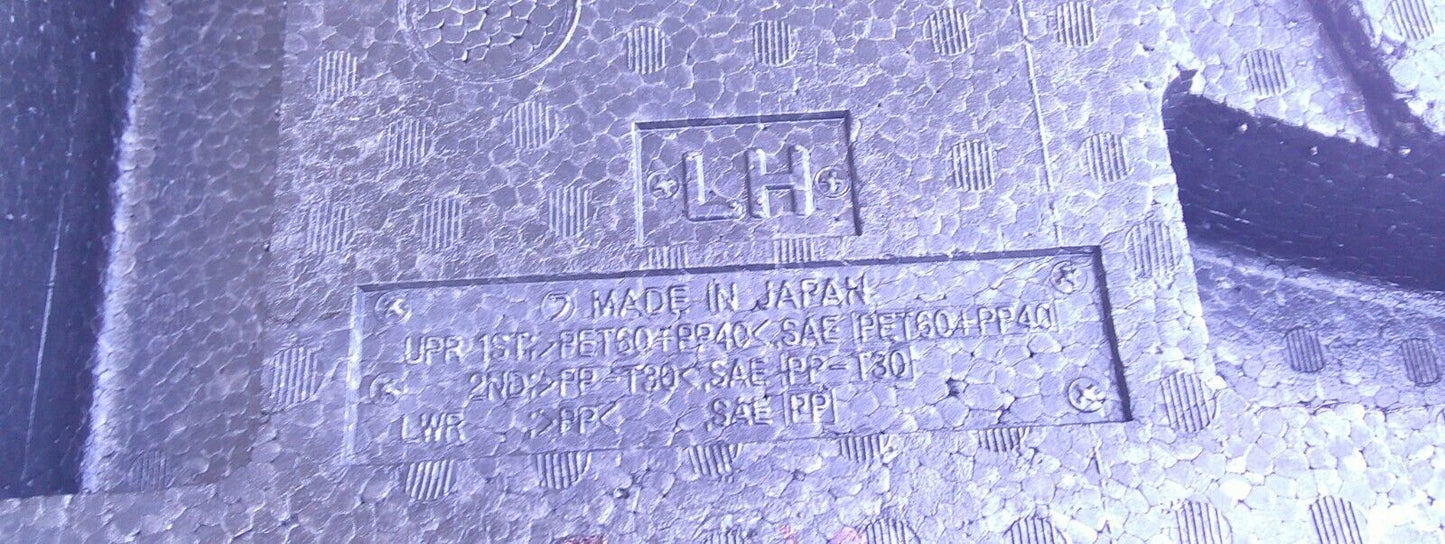 LH
MADE IN JAPAN
UPR 1ST;>PET60+PP40<,SAE [PET60+PP40]
2ND;>PP-T30<,SAE [PP-T30]
LWR ;>PP< ,SAE [PP]